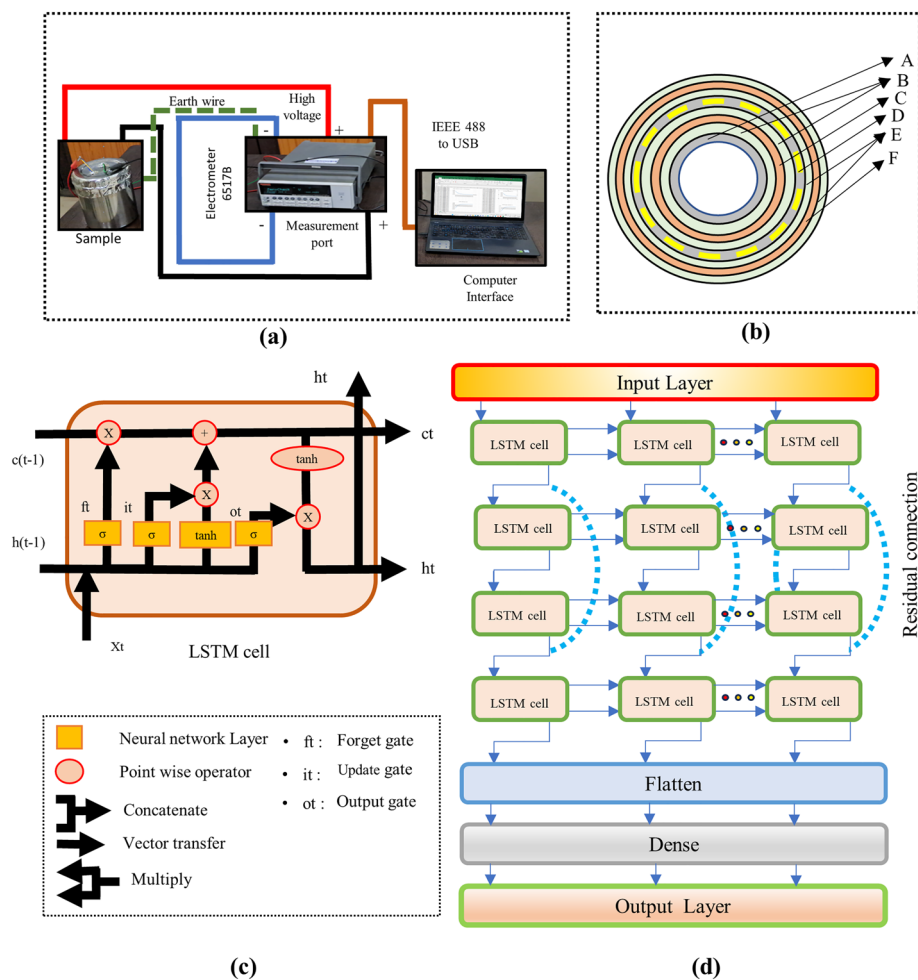 (a)
Earth wire
High
voltage
-
+
IEEE 488
to USB
Electrometer
6517B
Sample
-
Measurement
port
+
Computer
Interface
(b)
A
B
C
D
E
F
ht
c(t-1)
X
+
ct
tanh
ft
it
X
ot
X
σ
σ
tanh
σ
h(t-1)
ht
Xt
LSTM cell
Neural network Layer
Point wise operator
Concatenate
Vector transfer
Multiply
• ft : Forget gate
• it : Update gate
• ot : Output gate
(c)
Input Layer
LSTM cell
LSTM cell
LSTM cell
LSTM cell
LSTM cell
LSTM cell
LSTM cell
LSTM cell
LSTM cell
LSTM cell
LSTM cell
LSTM cell
Residual connection
Flatten
Dense
Output Layer
(d)